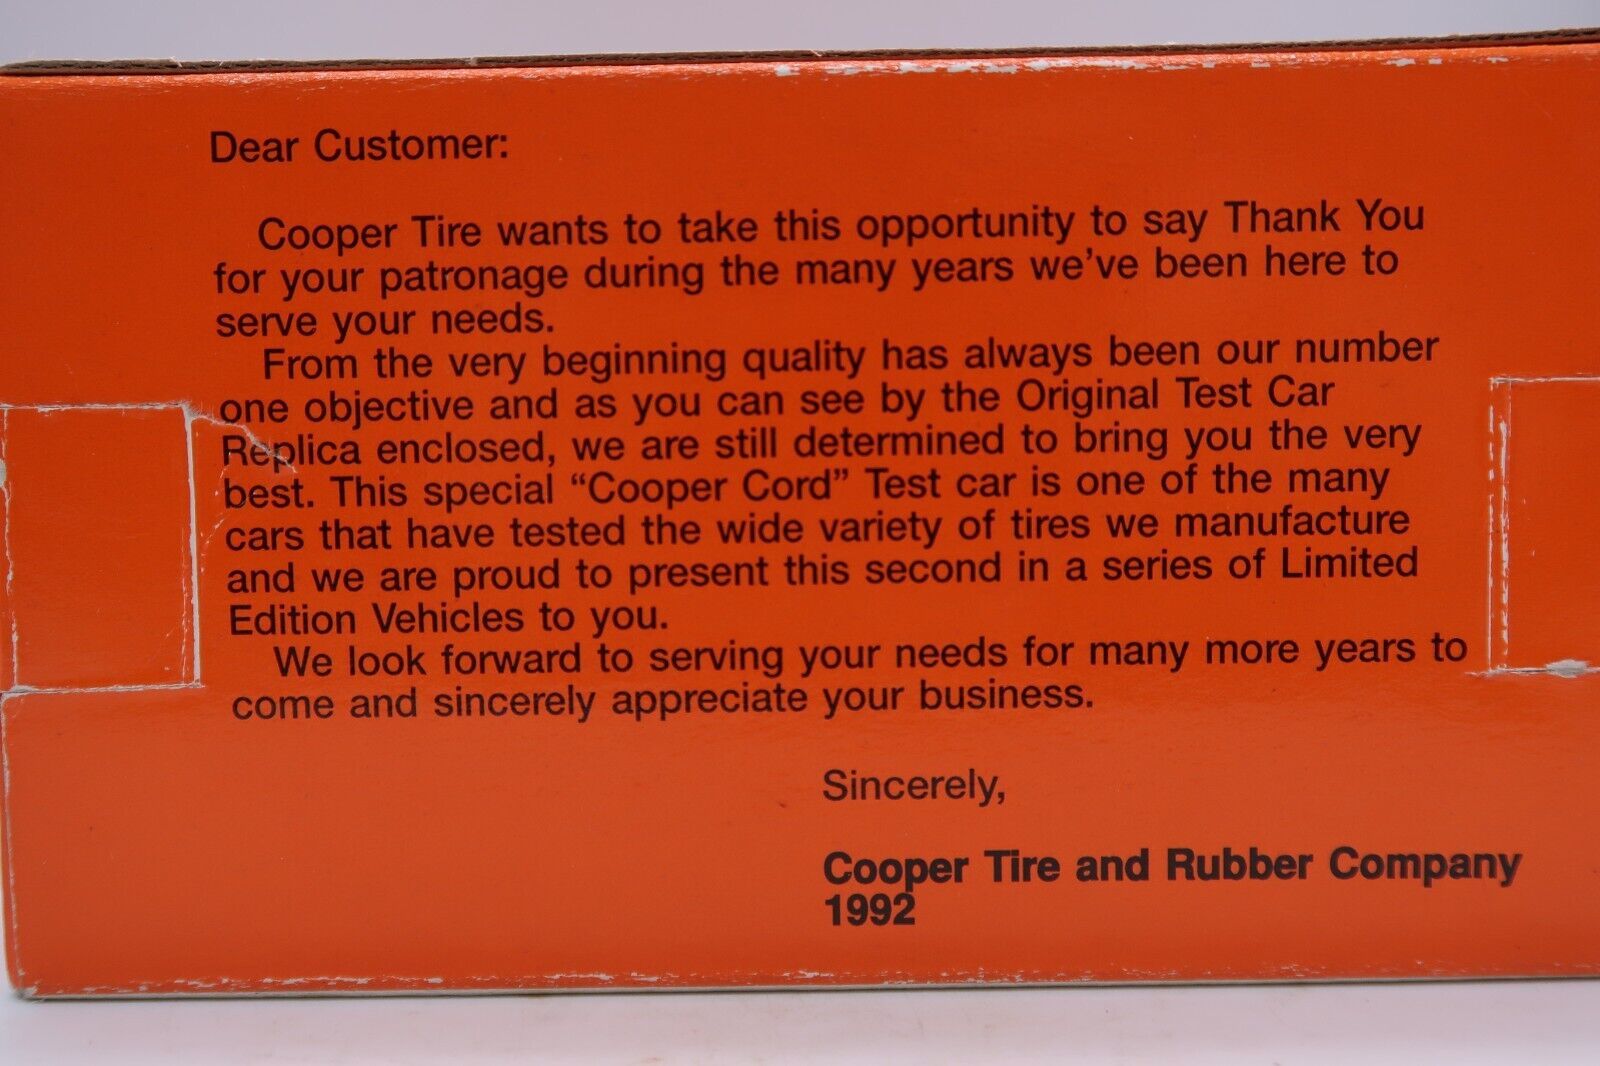 Dear Customer:
Cooper Tire wants to take this opportunity to say Thank You
for your patronage during the many years we've been here to
serve your needs.
From the very beginning quality has always been our number
one objective and as you can see by the Original Test Car
Replica enclosed, we are still determined to bring you the very
best. This special “Cooper Cord” Test car is one of the many
cars that have tested the wide variety of tires we manufacture
and we are proud to present this second in a series of Limited
Edition Vehicles to you.
We look forward to serving your needs for many more years to
come and sincerely appreciate your business.
Sincerely,
Cooper Tire and Rubber Company
1992